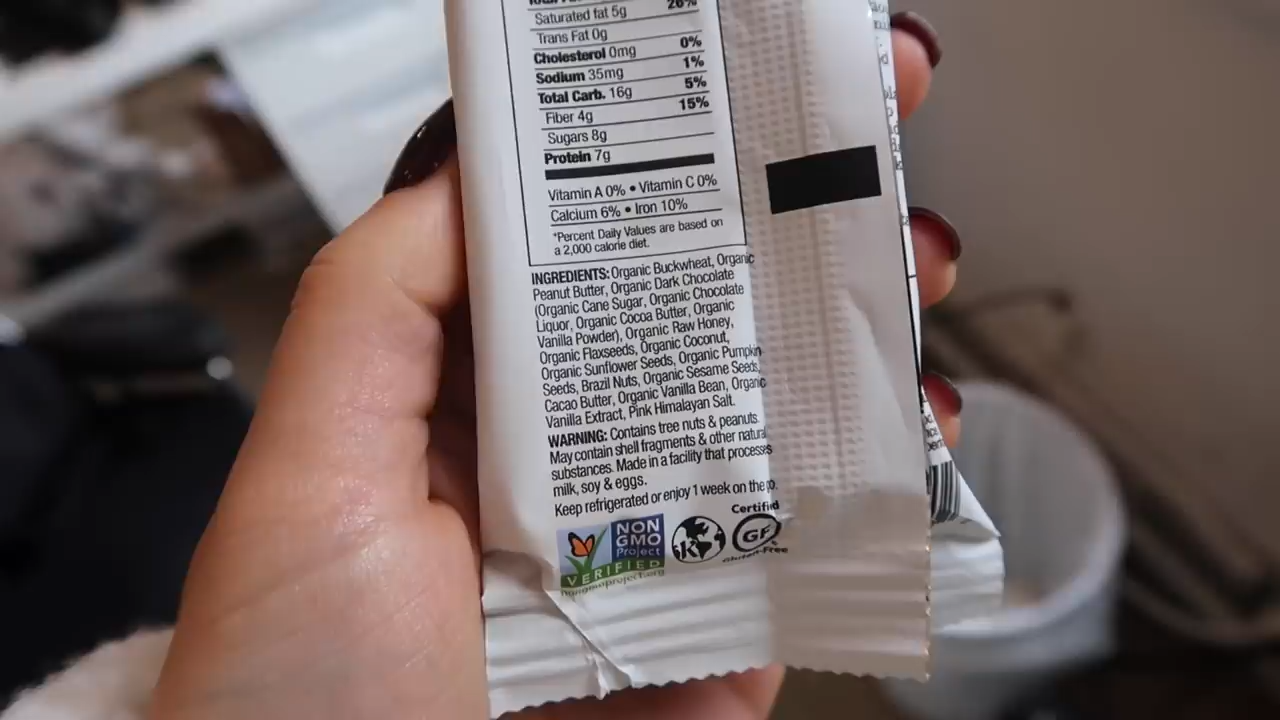 26%
Saturated fat 5g
Trans Fat 0g
Cholesterol 0mg 0%
Sodium 35mg 1%
Total Carb. 16g 5%
Fiber 4g 15%
Sugars 8g
Protein 7g
Vitamin A 0% • Vitamin C 0%
Calcium 6% • Iron 10%
*Percent Daily Values are based on
a 2,000 calorie diet.
INGREDIENTS: Organic Buckwheat, Organic
Peanut Butter, Organic Dark Chocolate
(Organic Cane Sugar, Organic Chocolate
Liquor, Organic Cocoa Butter, Organic
Vanilla Powder), Organic Raw Honey,
Organic Flaxseeds, Organic Coconut,
Organic Sunflower Seeds, Organic Pumpkin
Seeds, Brazil Nuts, Organic Sesame Seeds,
Cacao Butter, Organic Vanilla Bean, Organic
Vanilla Extract, Pink Himalayan Salt.
WARNING: Contains tree nuts & peanuts.
May contain shell fragments & other natural
substances. Made in a facility that processes
milk, soy & eggs.
Keep refrigerated or enjoy 1 week on the go.
NON
GMO
Project
VERIFIED
nongmoproject.org
K
Certified
GF
Gluten-Free